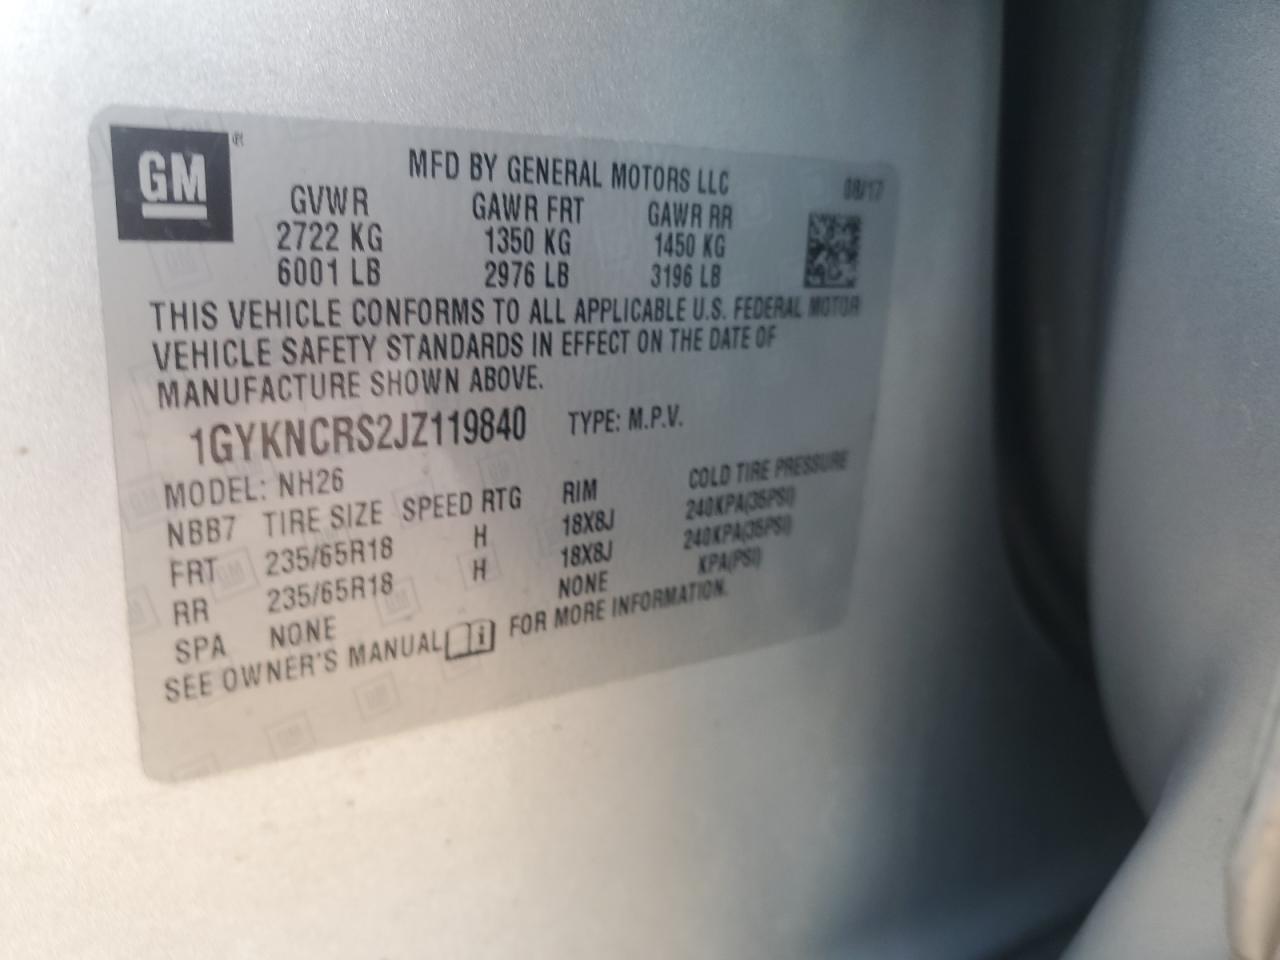 GM ®
MFD BY GENERAL MOTORS LLC
08/17
GVWR GAWR FRT GAWR RR
2722 KG 1350 KG 1450 KG
6001 LB 2976 LB 3196 LB
THIS VEHICLE CONFORMS TO ALL APPLICABLE U.S. FEDERAL MOTOR
VEHICLE SAFETY STANDARDS IN EFFECT ON THE DATE OF
MANUFACTURE SHOWN ABOVE.
1GYKNCRS2JZ119840 TYPE: M.P.V.
MODEL: NH26
NBB7 TIRE SIZE SPEED RTG RIM COLD TIRE PRESSURE
FRT 235/65R18 H 18X8J 240KPA(35PSI)
RR 235/65R18 H 18X8J 240KPA(35PSI)
SPA NONE NONE KPA(PSI)
SEE OWNER'S MANUAL FOR MORE INFORMATION.